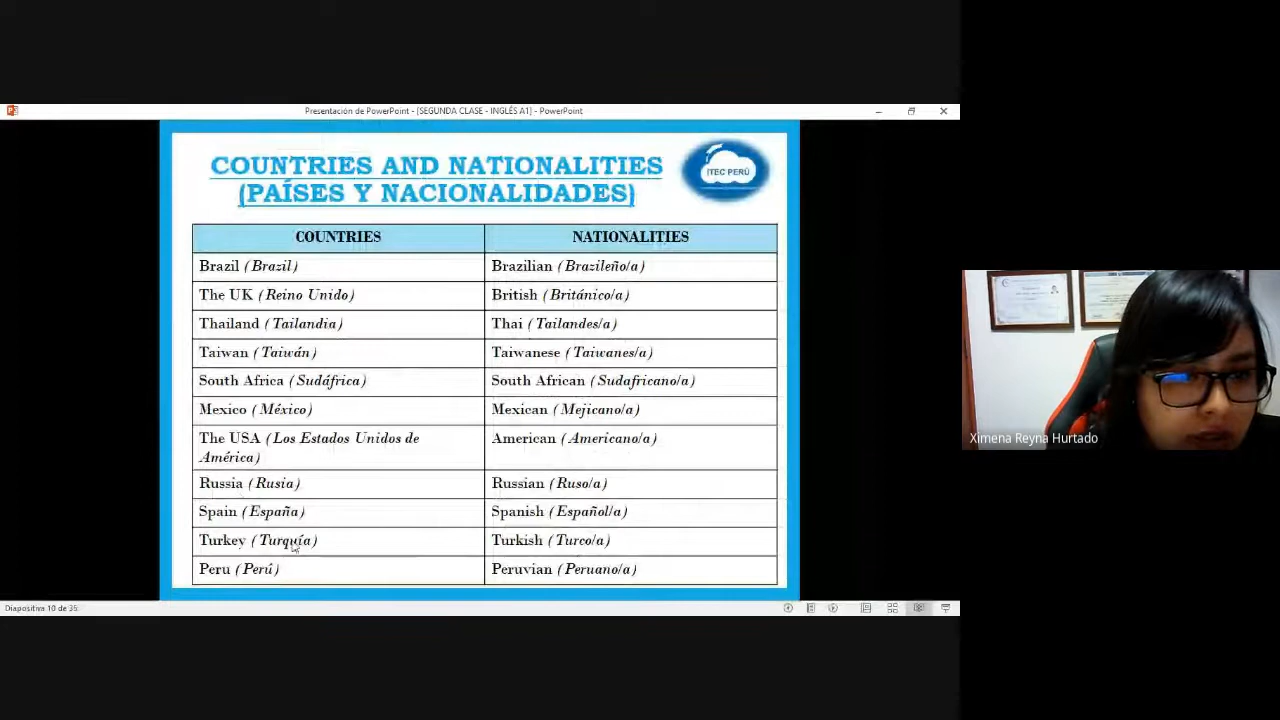 Presentación de PowerPoint - [SEGUNDA CLASE - INGLÉS A1] - PowerPoint
COUNTRIES AND NATIONALITIES
(PAÍSES Y NACIONALIDADES)
ITEC PERÚ
COUNTRIES NATIONALITIES
Brazil (Brazil) Brazilian (Brazileño/a)
The UK (Reino Unido) British (Británico/a)
Thailand (Tailandia) Thai (Tailandes/a)
Taiwan (Taiwán) Taiwanese (Taiwanes/a)
South Africa (Sudáfrica) South African (Sudafricano/a)
Mexico (México) Mexican (Mejicano/a)
The USA (Los Estados Unidos de América) American (Americano/a)
Russia (Rusia) Russian (Ruso/a)
Spain (España) Spanish (Español/a)
Turkey (Turquía) Turkish (Turco/a)
Peru (Perú) Peruvian (Peruano/a)
Diapositiva 10 de 35
Ximena Reyna Hurtado